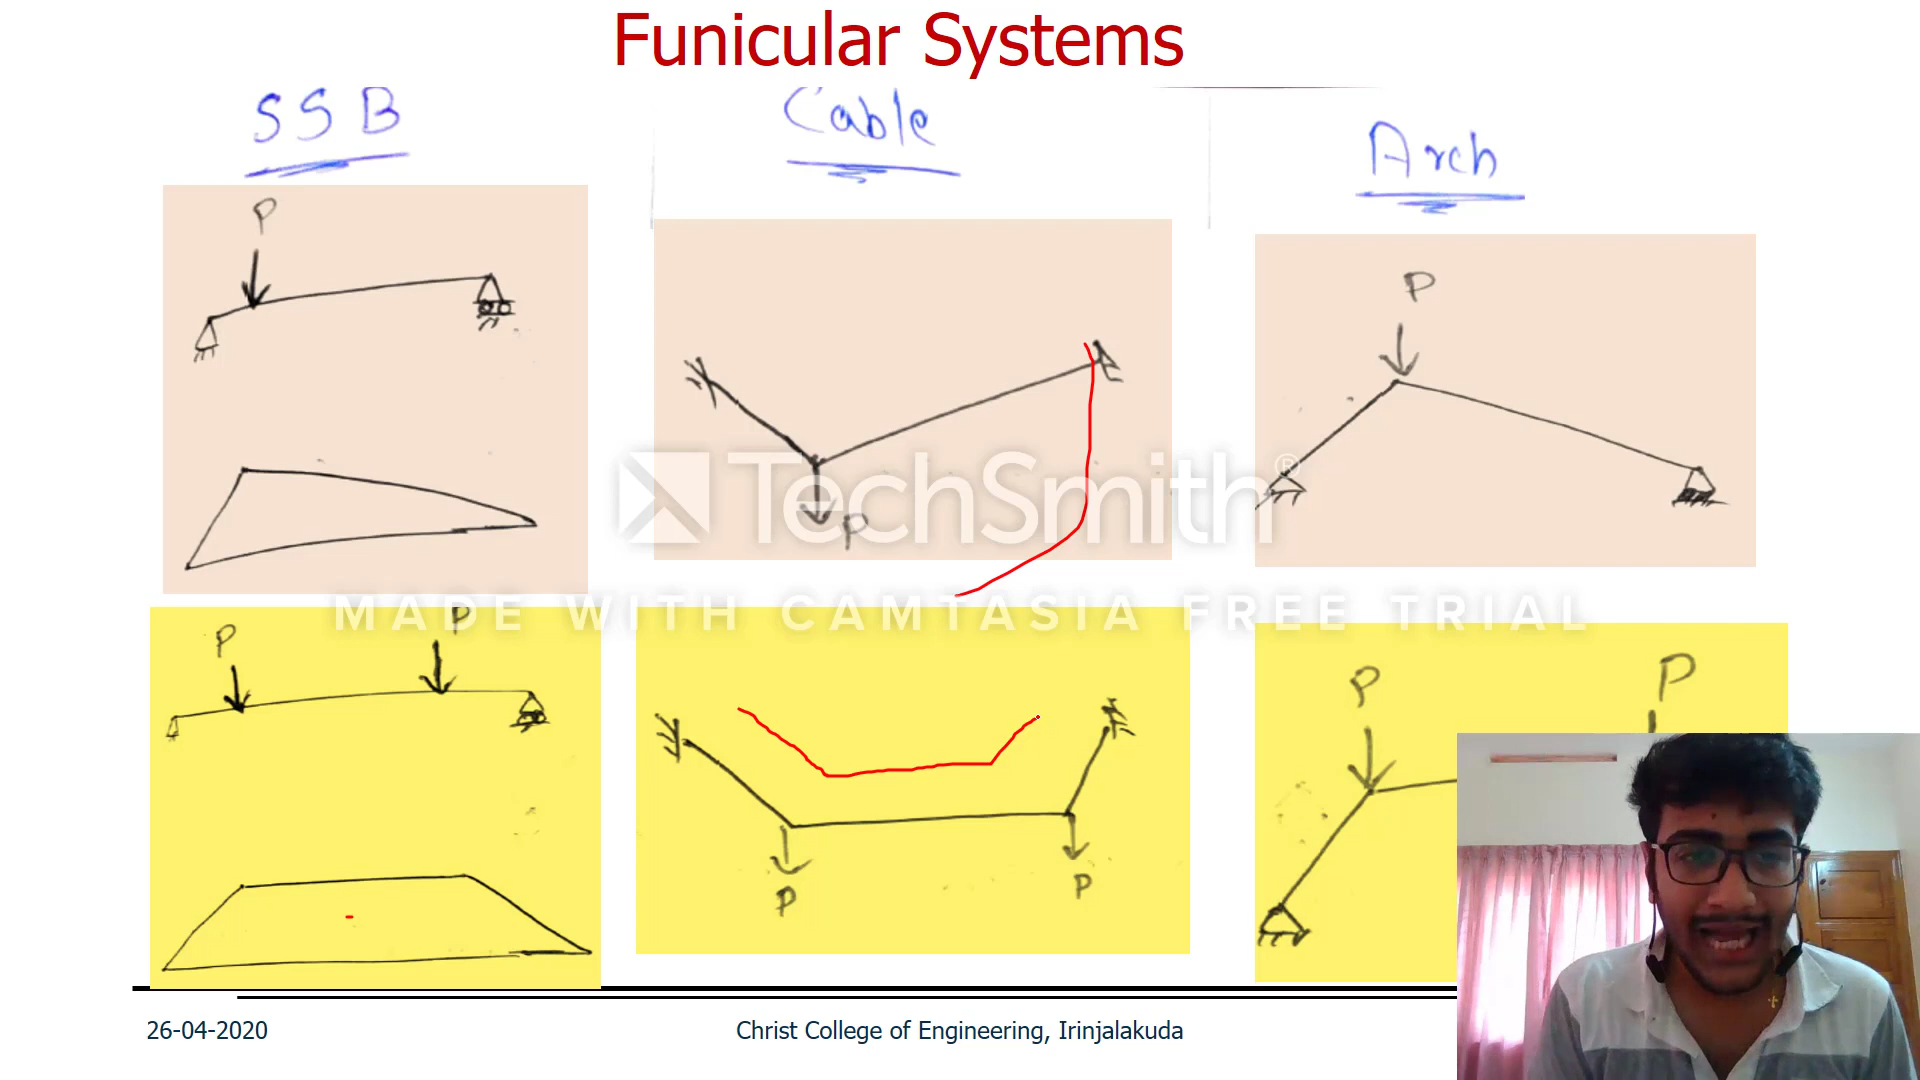 Funicular Systems
SSB
Cable
Arch
P
P
P
TechSmith®
MADE WITH CAMTASIA FREE TRIAL
P
P
P
P
P
P
26-04-2020
Christ College of Engineering, Irinjalakuda